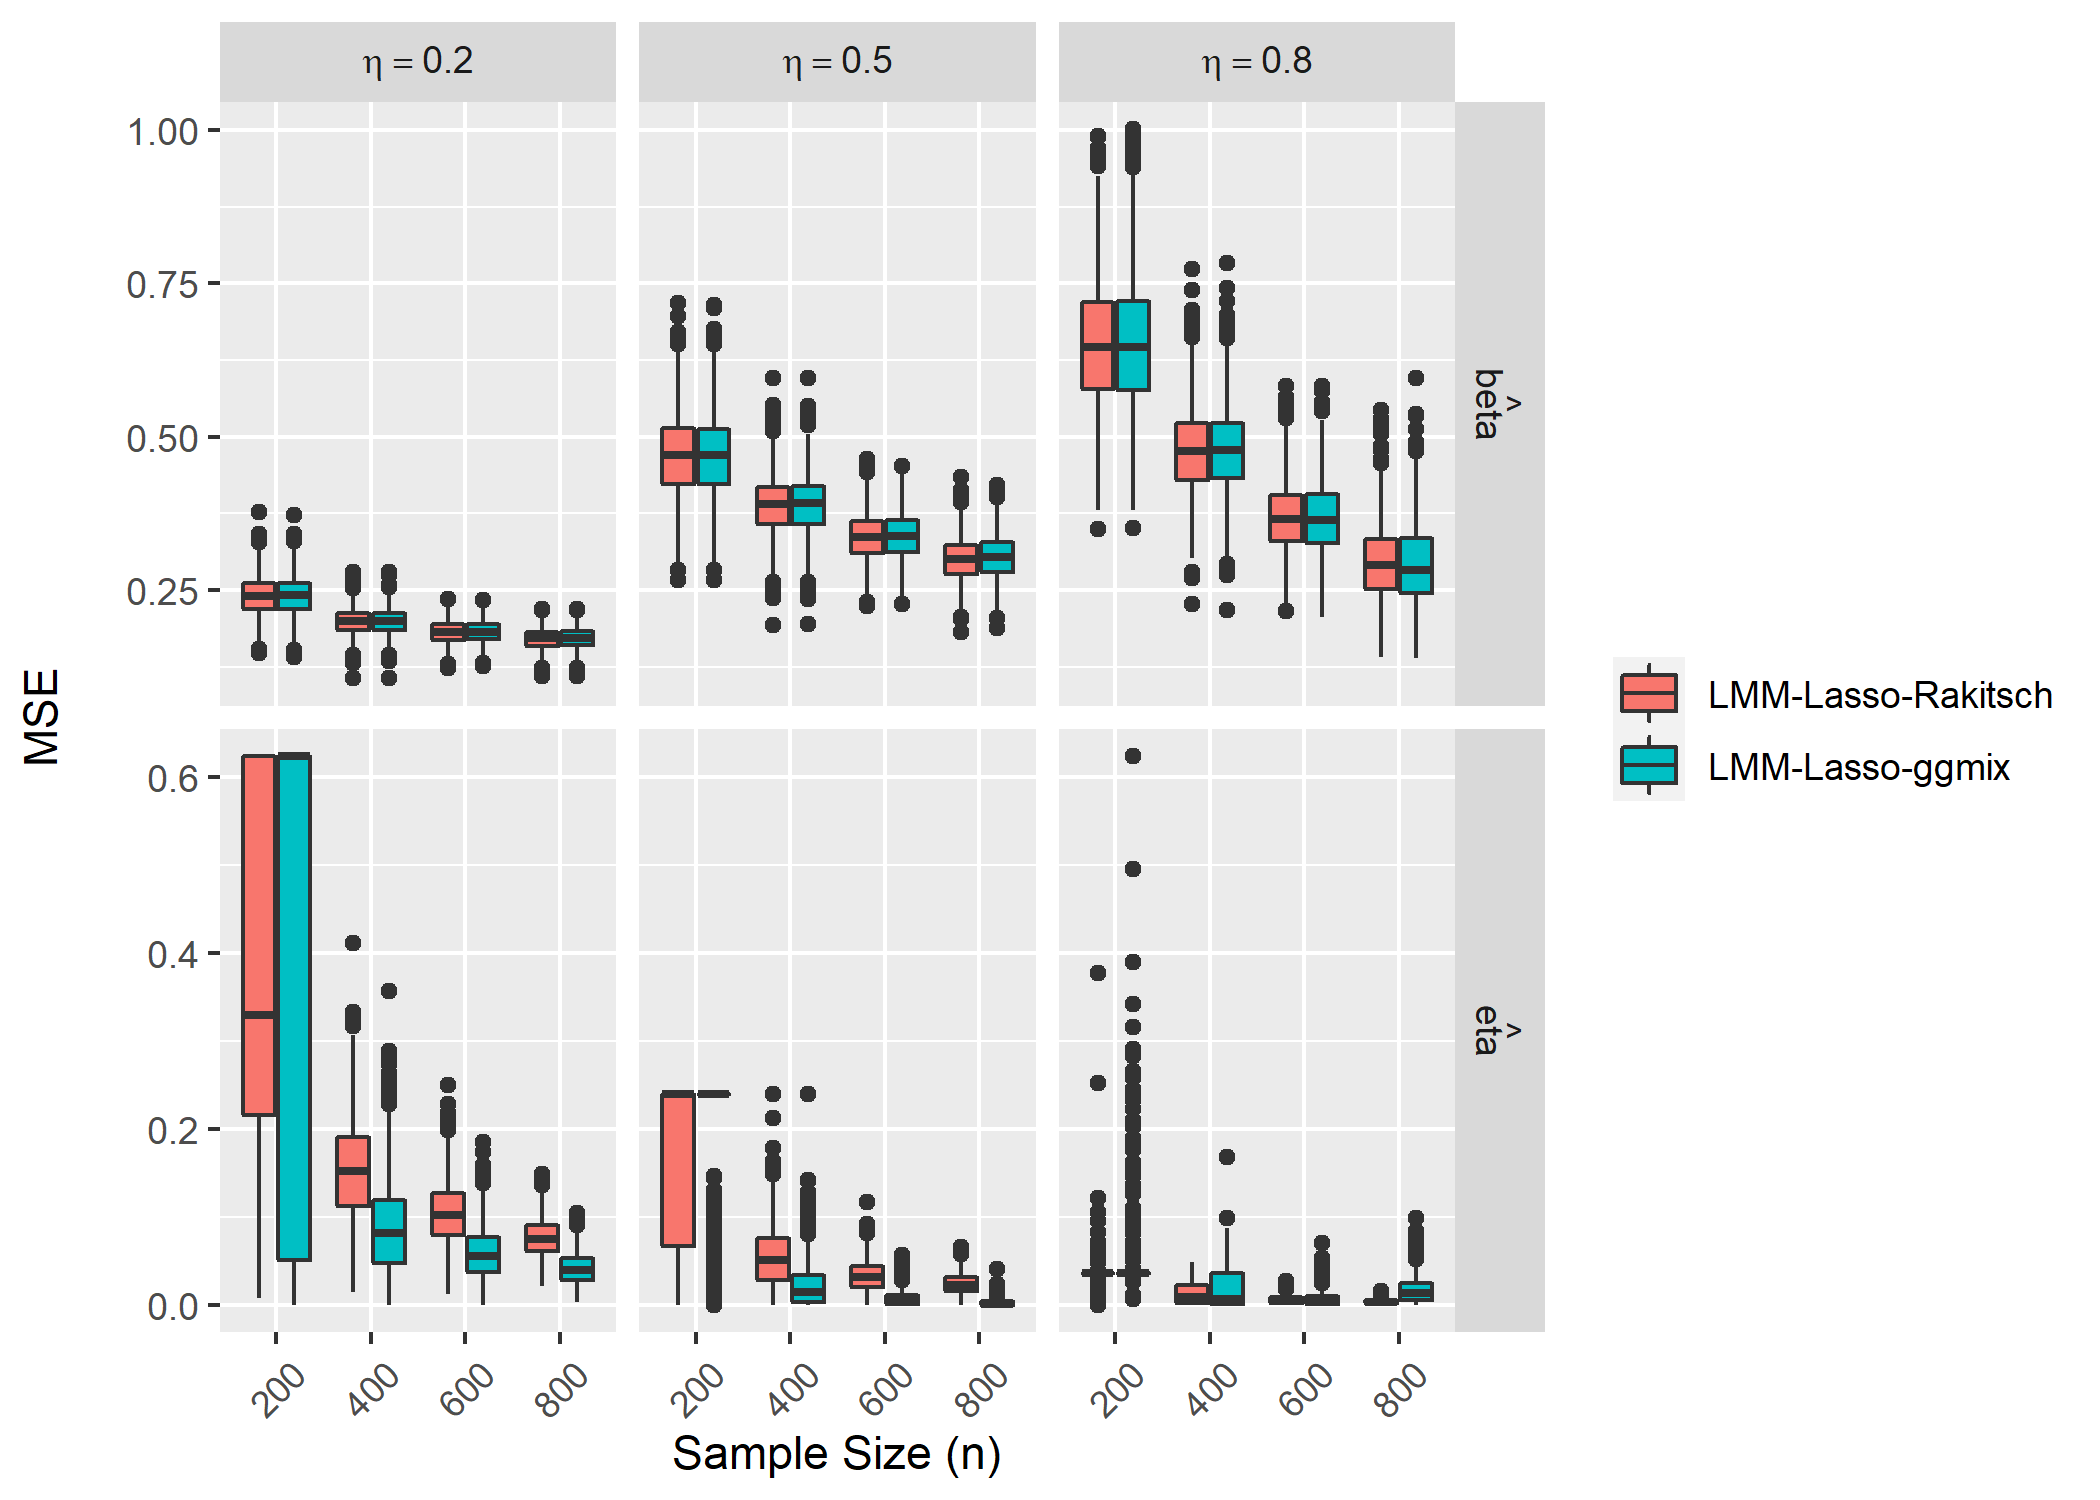 η = 0.2
η = 0.5
η = 0.8
1.00
0.75
0.50
0.25
beta
^
0.6
0.4
0.2
0.0
eta
^
MSE
200 400 600 800
200 400 600 800
200 400 600 800
Sample Size (n)
LMM-Lasso-Rakitsch
LMM-Lasso-ggmix